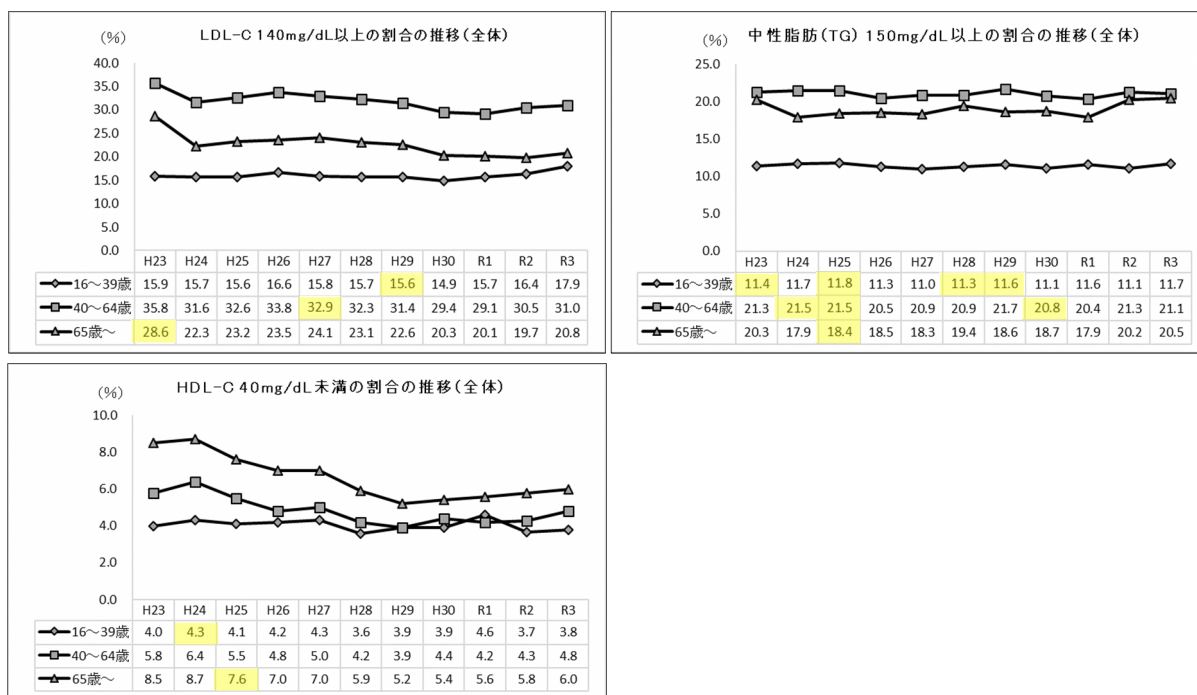 LDL-C 140mg/dL以上の割合の推移(全体)
(%)
40.0
35.0
30.0
25.0
20.0
15.0
10.0
5.0
0.0
H23 H24 H25 H26 H27 H28 H29 H30 R1 R2 R3
16～39歳 15.9 15.7 15.6 16.6 15.8 15.7 15.6 14.9 15.7 16.4 17.9
40～64歳 35.8 31.6 32.6 33.8 32.9 32.3 31.4 29.4 29.1 30.5 31.0
65歳～ 28.6 22.3 23.2 23.5 24.1 23.1 22.6 20.3 20.1 19.7 20.8
中性脂肪(TG) 150mg/dL以上の割合の推移(全体)
(%)
25.0
20.0
15.0
10.0
5.0
0.0
H23 H24 H25 H26 H27 H28 H29 H30 R1 R2 R3
16～39歳 11.4 11.7 11.8 11.3 11.0 11.3 11.6 11.1 11.6 11.1 11.7
40～64歳 21.3 21.5 21.5 20.5 20.9 20.9 21.7 20.8 20.4 21.3 21.1
65歳～ 20.3 17.9 18.4 18.5 18.3 19.4 18.6 18.7 17.9 20.2 20.5
HDL-C 40mg/dL未満の割合の推移(全体)
(%)
10.0
8.0
6.0
4.0
2.0
0.0
H23 H24 H25 H26 H27 H28 H29 H30 R1 R2 R3
16～39歳 4.0 4.3 4.1 4.2 4.3 3.6 3.9 3.9 4.6 3.7 3.8
40～64歳 5.8 6.4 5.5 4.8 5.0 4.2 3.9 4.4 4.2 4.3 4.8
65歳～ 8.5 8.7 7.6 7.0 7.0 5.9 5.2 5.4 5.6 5.8 6.0